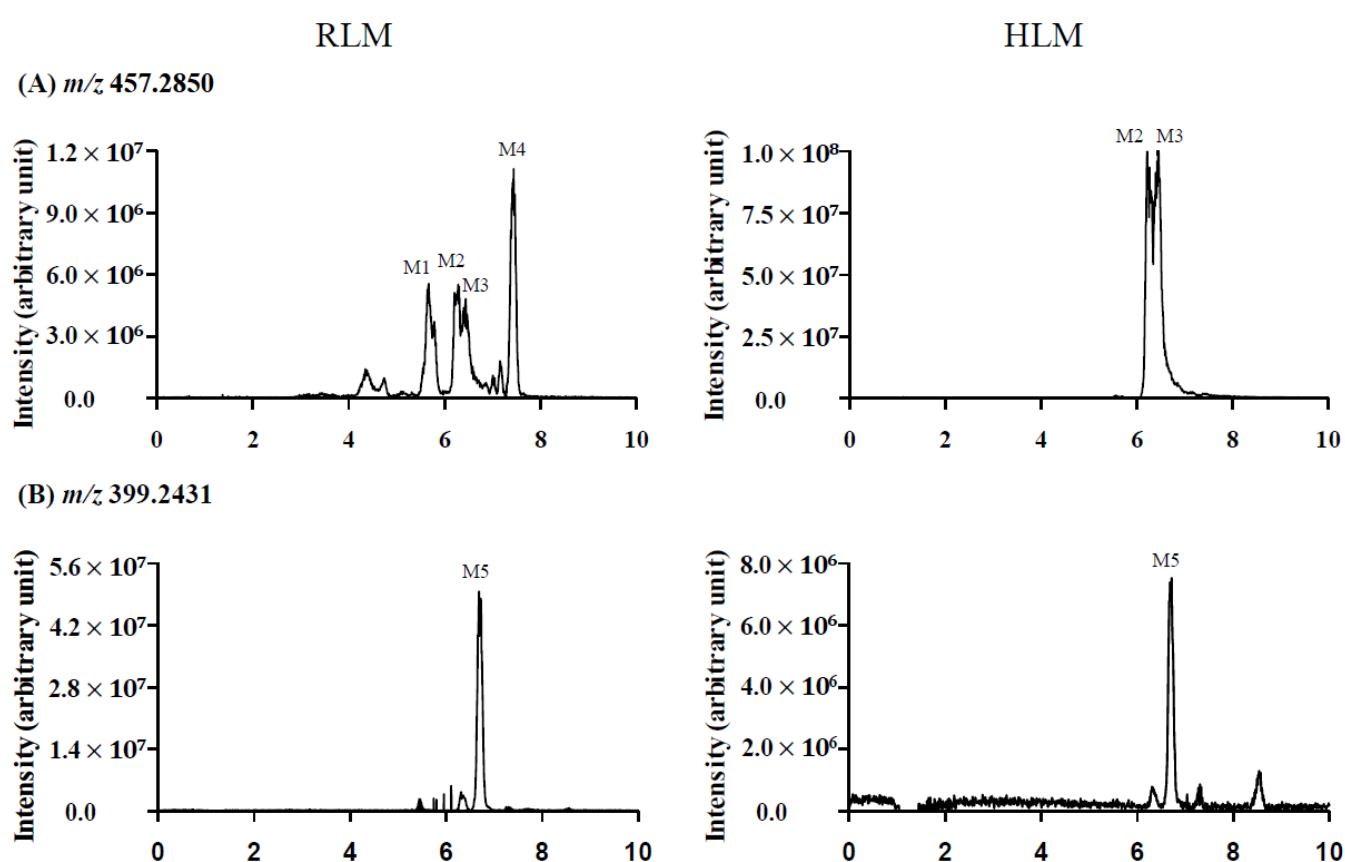 RLM HLM
(A) m/z 457.2850
Intensity (arbitrary unit)
1.2 × 10⁷
9.0 × 10⁶
6.0 × 10⁶
3.0 × 10⁶
0.0
M1 M2 M3 M4
0 2 4 6 8 10
Intensity (arbitrary unit)
1.0 × 10⁸
7.5 × 10⁷
5.0 × 10⁷
2.5 × 10⁷
0.0
M2 M3
0 2 4 6 8 10
(B) m/z 399.2431
Intensity (arbitrary unit)
5.6 × 10⁷
4.2 × 10⁷
2.8 × 10⁷
1.4 × 10⁷
0.0
M5
0 2 4 6 8 10
Intensity (arbitrary unit)
8.0 × 10⁶
6.0 × 10⁶
4.0 × 10⁶
2.0 × 10⁶
0.0
M5
0 2 4 6 8 10